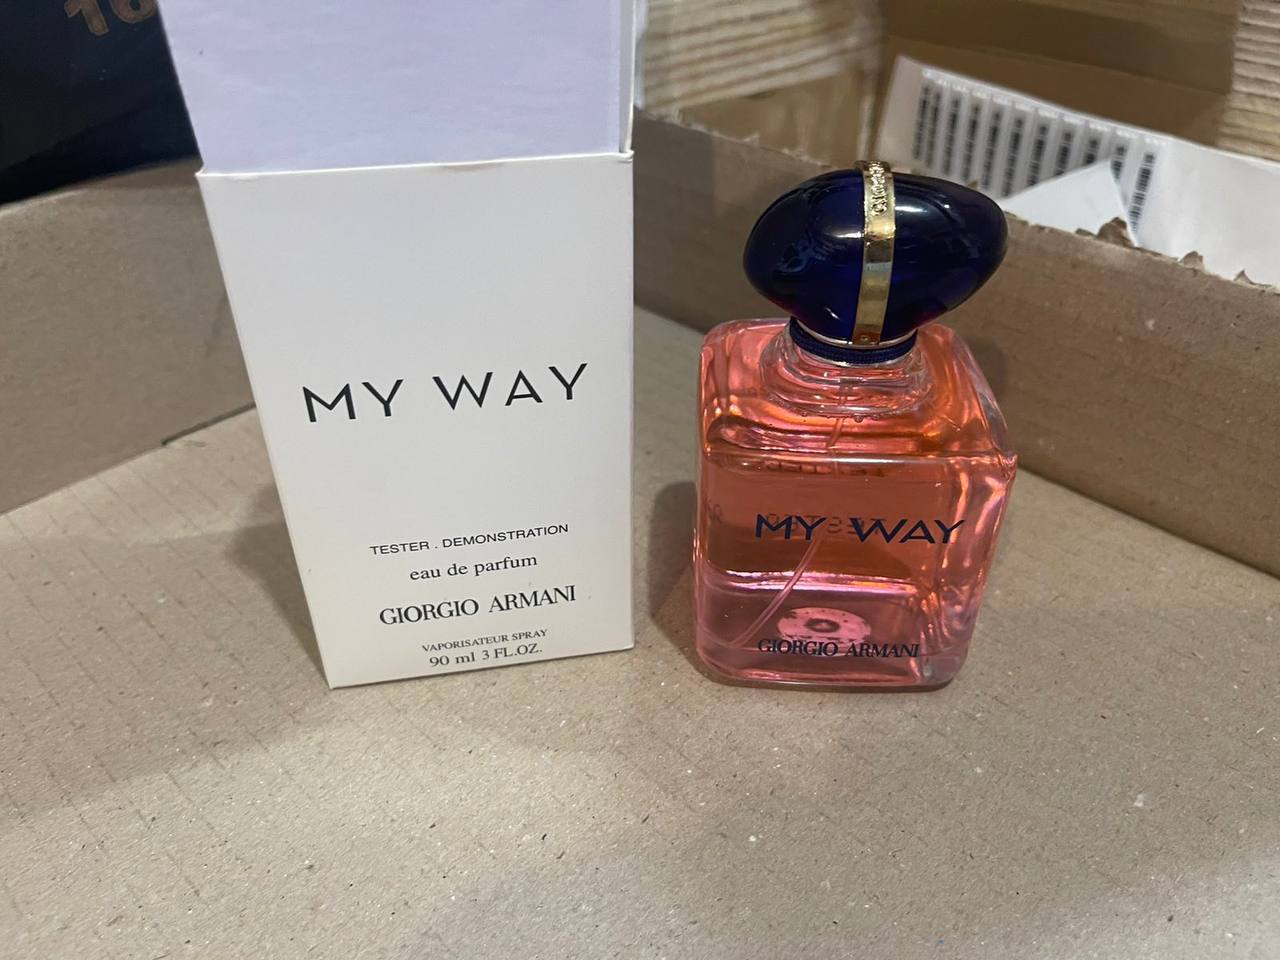 16
MY WAY
TESTER . DEMONSTRATION
eau de parfum
GIORGIO ARMANI
VAPORISATEUR SPRAY
90 ml 3 FL.OZ.
MY WAY
GIORGIO ARMANI